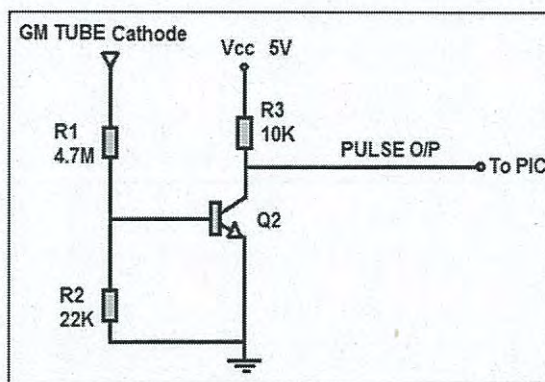 GM TUBE Cathode
Vcc 5V
R1
4.7M
R3
10K
PULSE O/P
To PIC
Q2
R2
22K